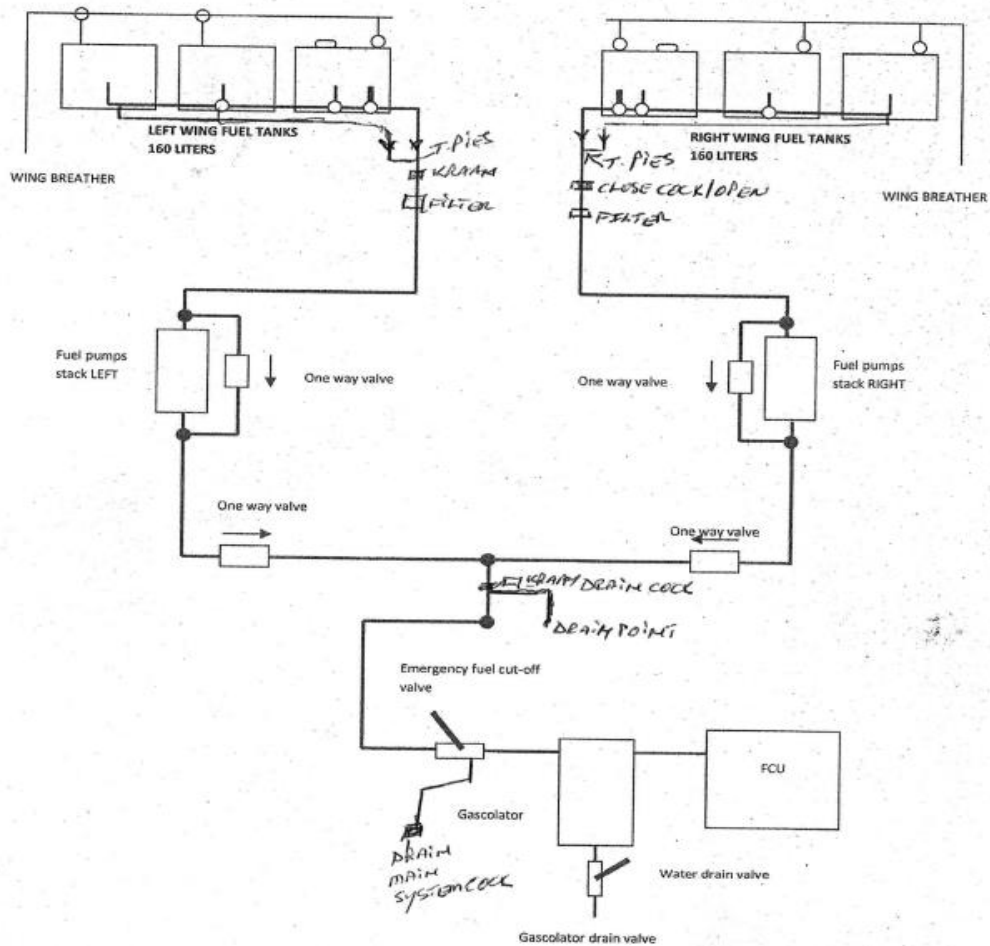 LEFT WING FUEL TANKS
160 LITERS
RIGHT WING FUEL TANKS
160 LITERS
WING BREATHER
WING BREATHER
T. PIES
KRAAN
FILTER
T. PIES
CLOSE COCK/OPEN
FILTER
Fuel pumps
stack LEFT
One way valve
One way valve
Fuel pumps
stack RIGHT
One way valve
One way valve
KRAAN/DRAIN COCK
DRAIN POINT
Emergency fuel cut-off
valve
FCU
Gascolator
DRAIN
MAIN
SYSTEM COCK
Water drain valve
Gascolator drain valve